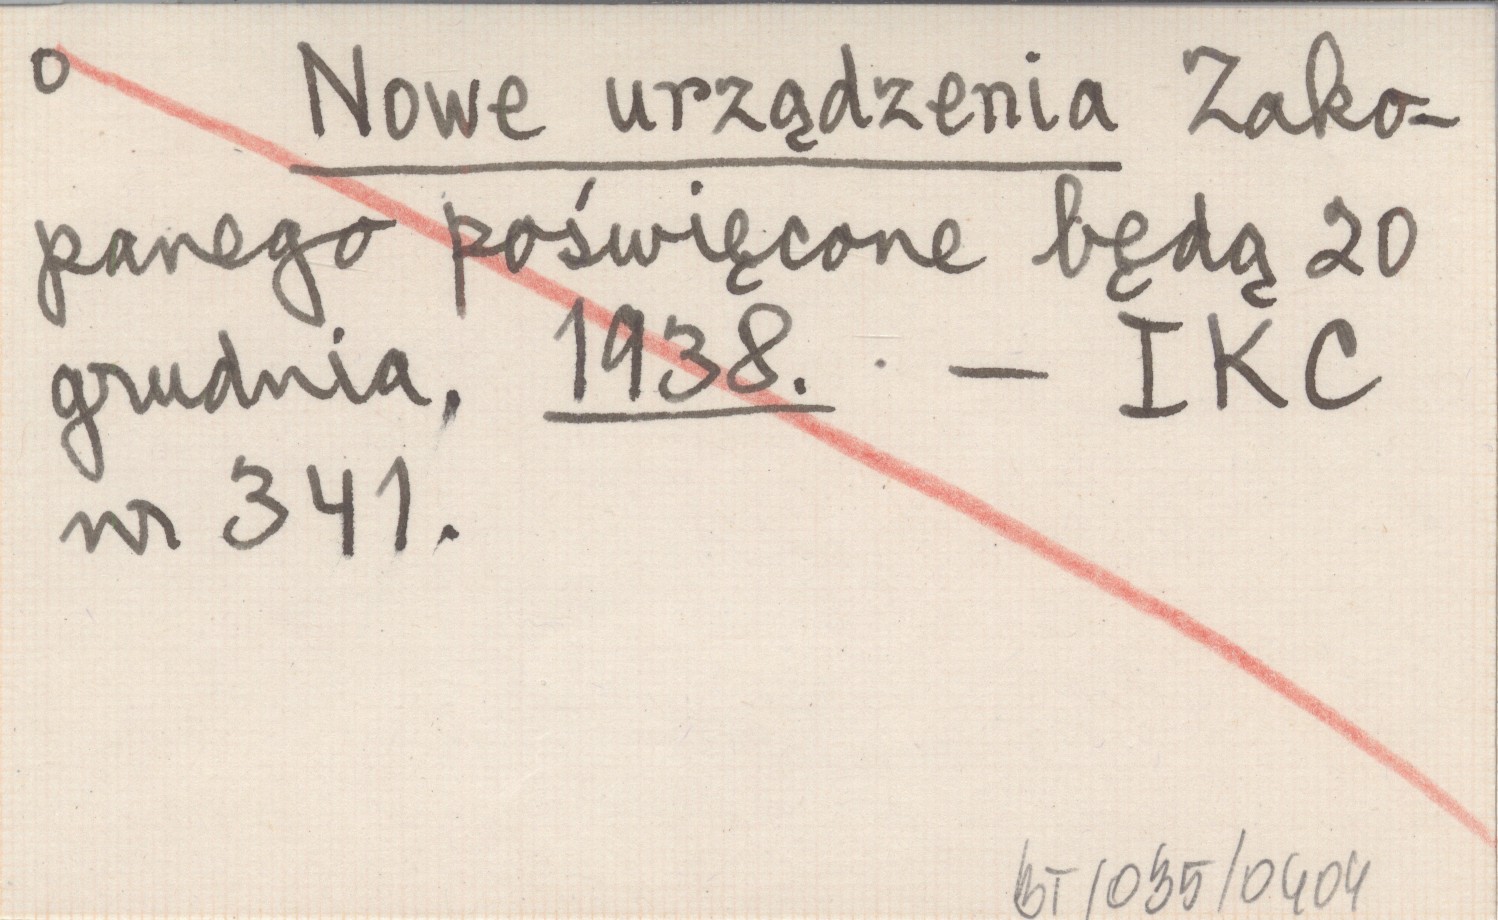 o Nowe urządzenia Zako-
panego poświęcone będą 20
grudnia, 1938. — IKC
nr 341.
BT/035/0404